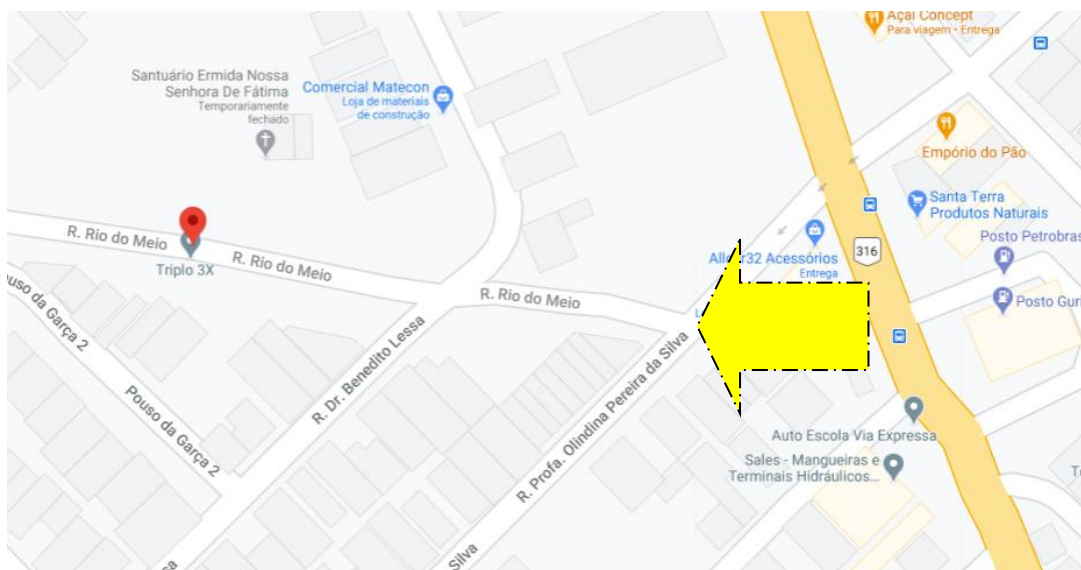 Açaí Concept
Para viagem • Entrega
Santuário Ermida Nossa
Senhora De Fátima
Temporariamente
fechado
Comercial Matecon
Loja de materiais
de construção
Empório do Pão
Santa Terra
Produtos Naturais
Posto Petrobras
R. Rio do Meio
R. Rio do Meio
Triplo 3X
316
Entrega
Acessórios
R. Rio do Meio
Posto Guri
Pouso da Garça 2
R. Dr. Benedito Lessa
R. Profa. Olindina Pereira da Silva
Pouso da Garça 2
Auto Escola Via Expressa
Sales - Mangueiras e
Terminais Hidráulicos...
Silva